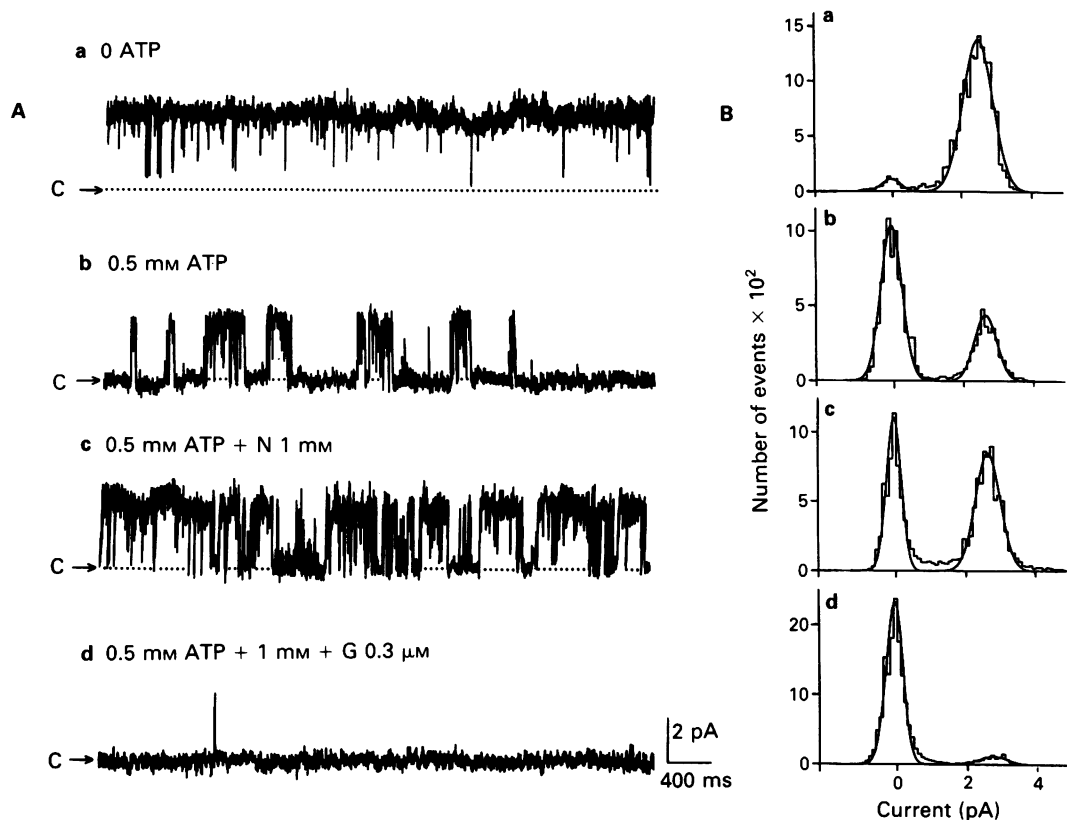 A
a 0 ATP
C
b 0.5 mM ATP
C
c 0.5 mM ATP + N 1 mM
C
d 0.5 mM ATP + 1 mM + G 0.3 μM
C
2 pA
400 ms
B
Number of events × 10²
a
15
10
5
0
b
10
5
0
c
10
5
0
d
20
10
0
0 2 4
Current (pA)